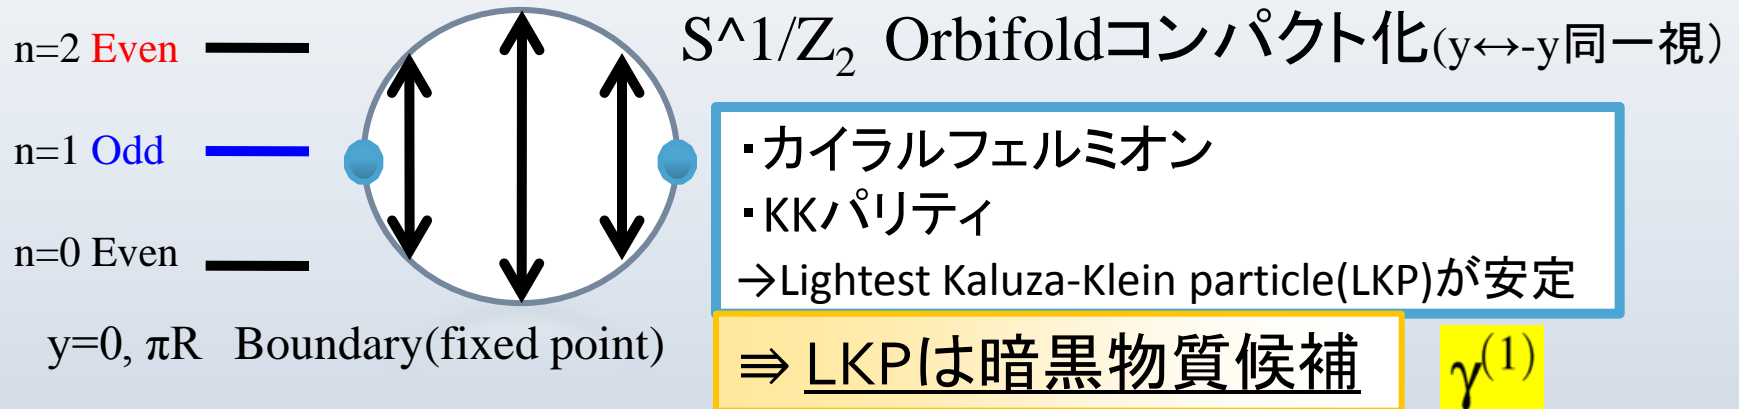 S^1/Z₂ Orbifoldコンパクト化(y↔-y同一視)
n=2 Even
n=1 Odd
n=0 Even
y=0, πR Boundary(fixed point)
・カイラルフェルミオン
・KKパリティ
→Lightest Kaluza-Klein particle(LKP)が安定
⇒ LKPは暗黒物質候補
γ⁽¹⁾